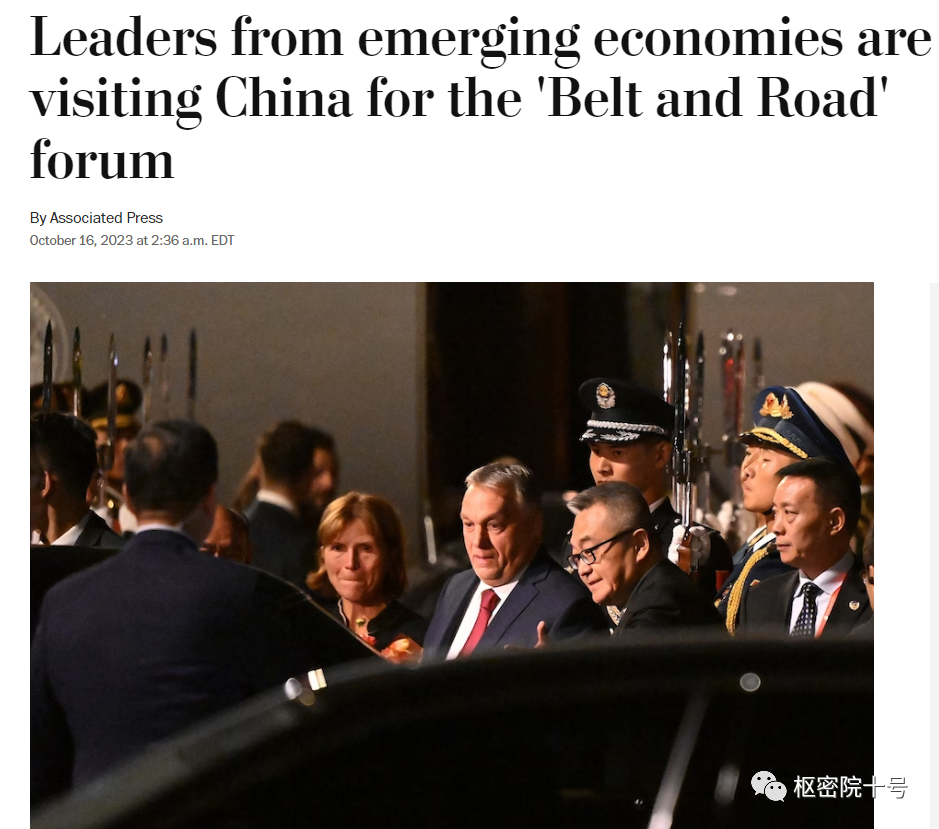 Leaders from emerging economies are
visiting China for the 'Belt and Road'
forum
By Associated Press
October 16, 2023 at 2:36 a.m. EDT
枢密院十号